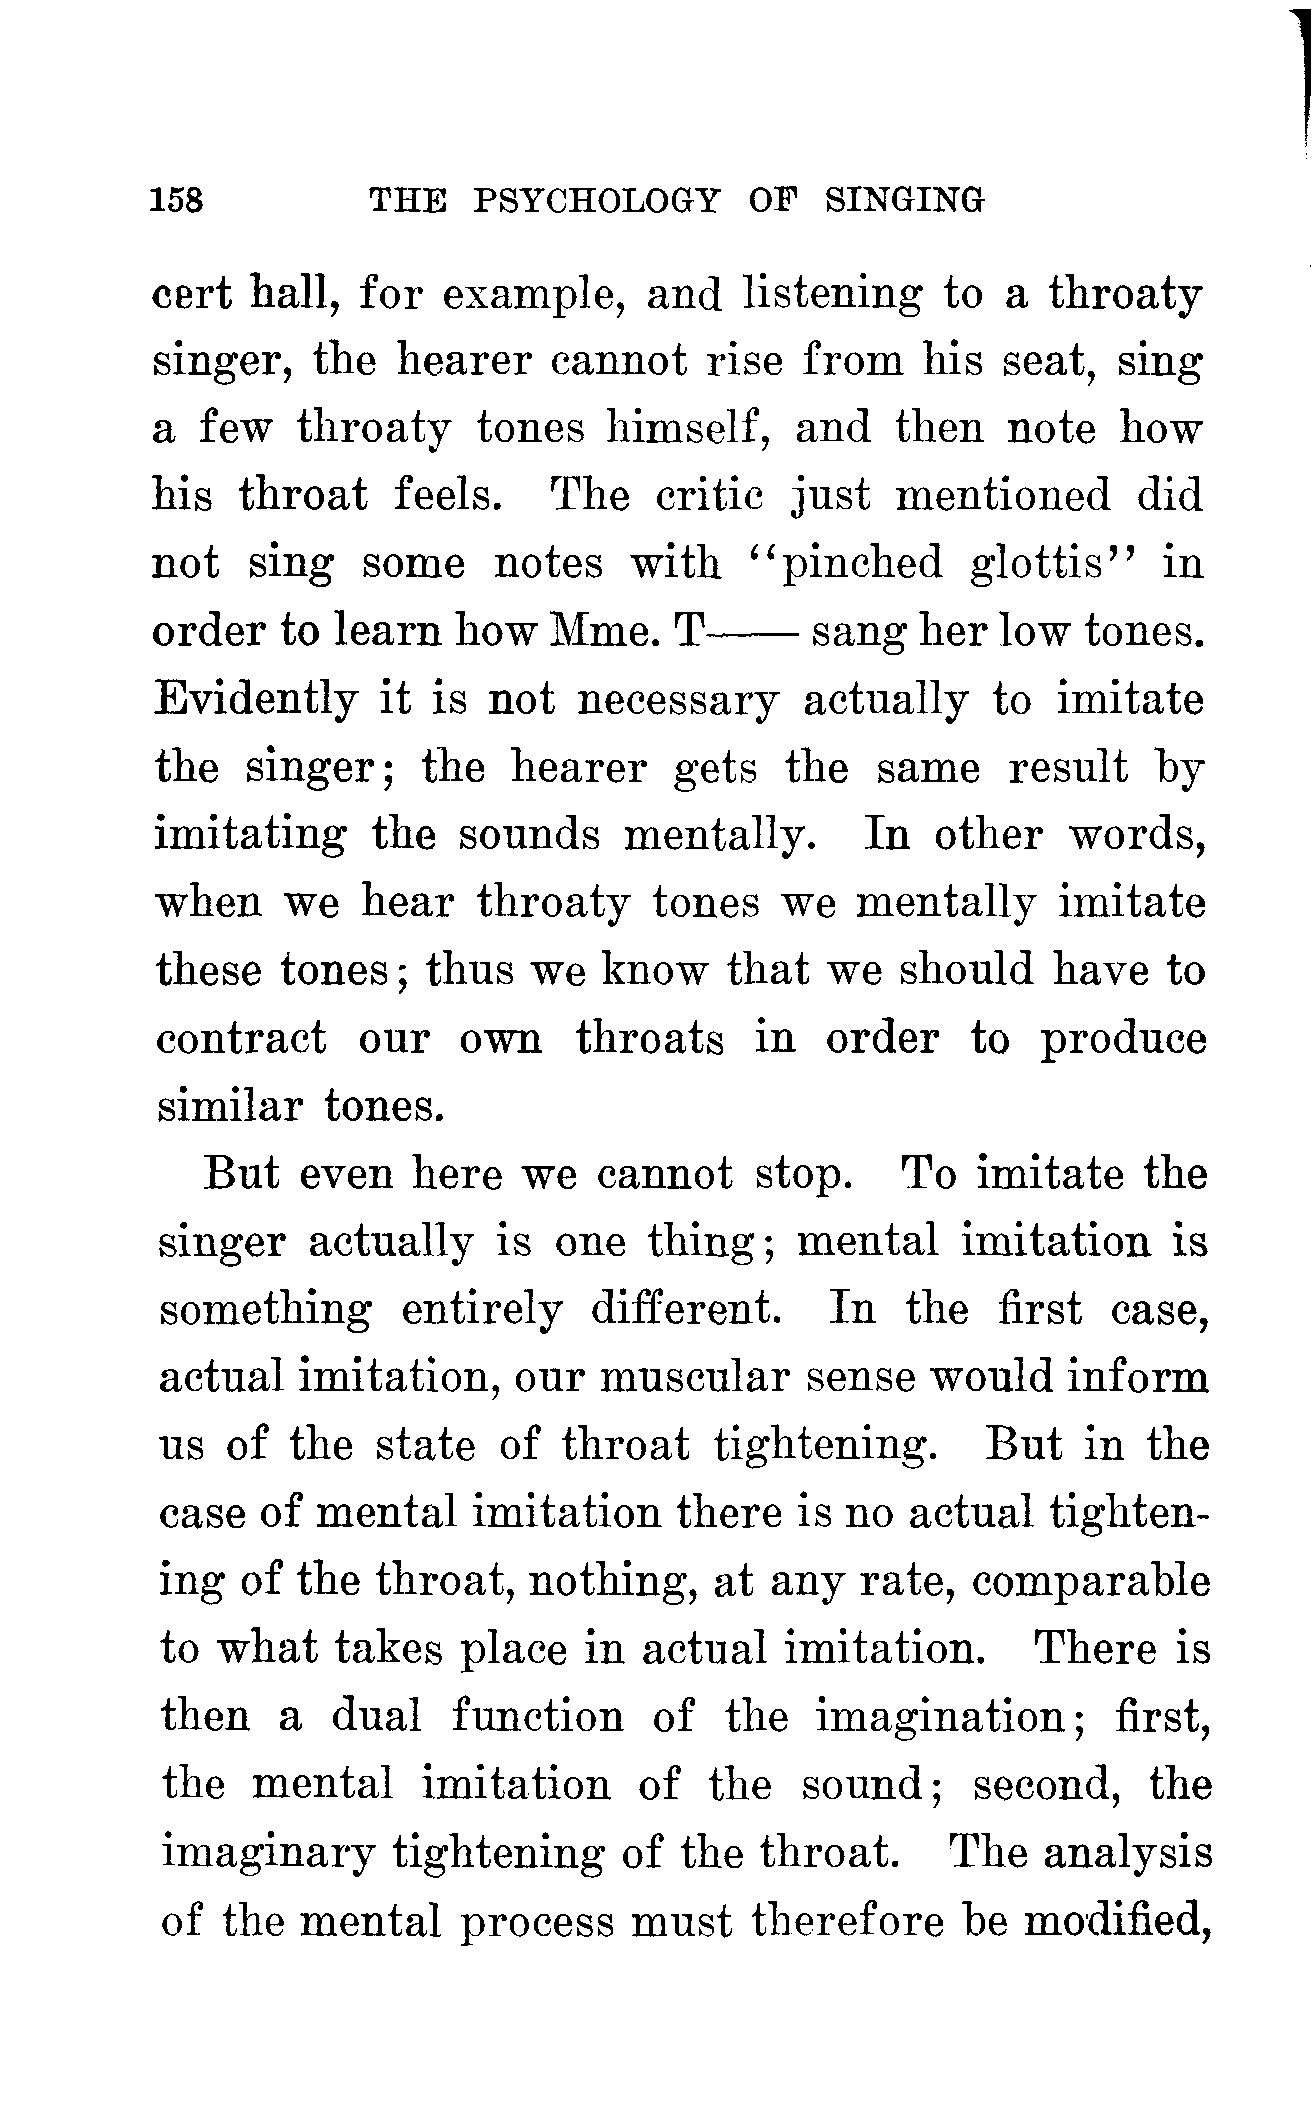 158 THE PSYCHOLOGY OF SINGING
cert hall, for example, and listening to a throaty
singer, the hearer cannot rise from his seat, sing
a few throaty tones himself, and then note how
his throat feels. The critic just mentioned did
not sing some notes with "pinched glottis" in
order to learn how Mme. T—— sang her low tones.
Evidently it is not necessary actually to imitate
the singer; the hearer gets the same result by
imitating the sounds mentally. In other words,
when we hear throaty tones we mentally imitate
these tones; thus we know that we should have to
contract our own throats in order to produce
similar tones.
But even here we cannot stop. To imitate the
singer actually is one thing; mental imitation is
something entirely different. In the first case,
actual imitation, our muscular sense would inform
us of the state of throat tightening. But in the
case of mental imitation there is no actual tighten-
ing of the throat, nothing, at any rate, comparable
to what takes place in actual imitation. There is
then a dual function of the imagination; first,
the mental imitation of the sound; second, the
imaginary tightening of the throat. The analysis
of the mental process must therefore be modified,